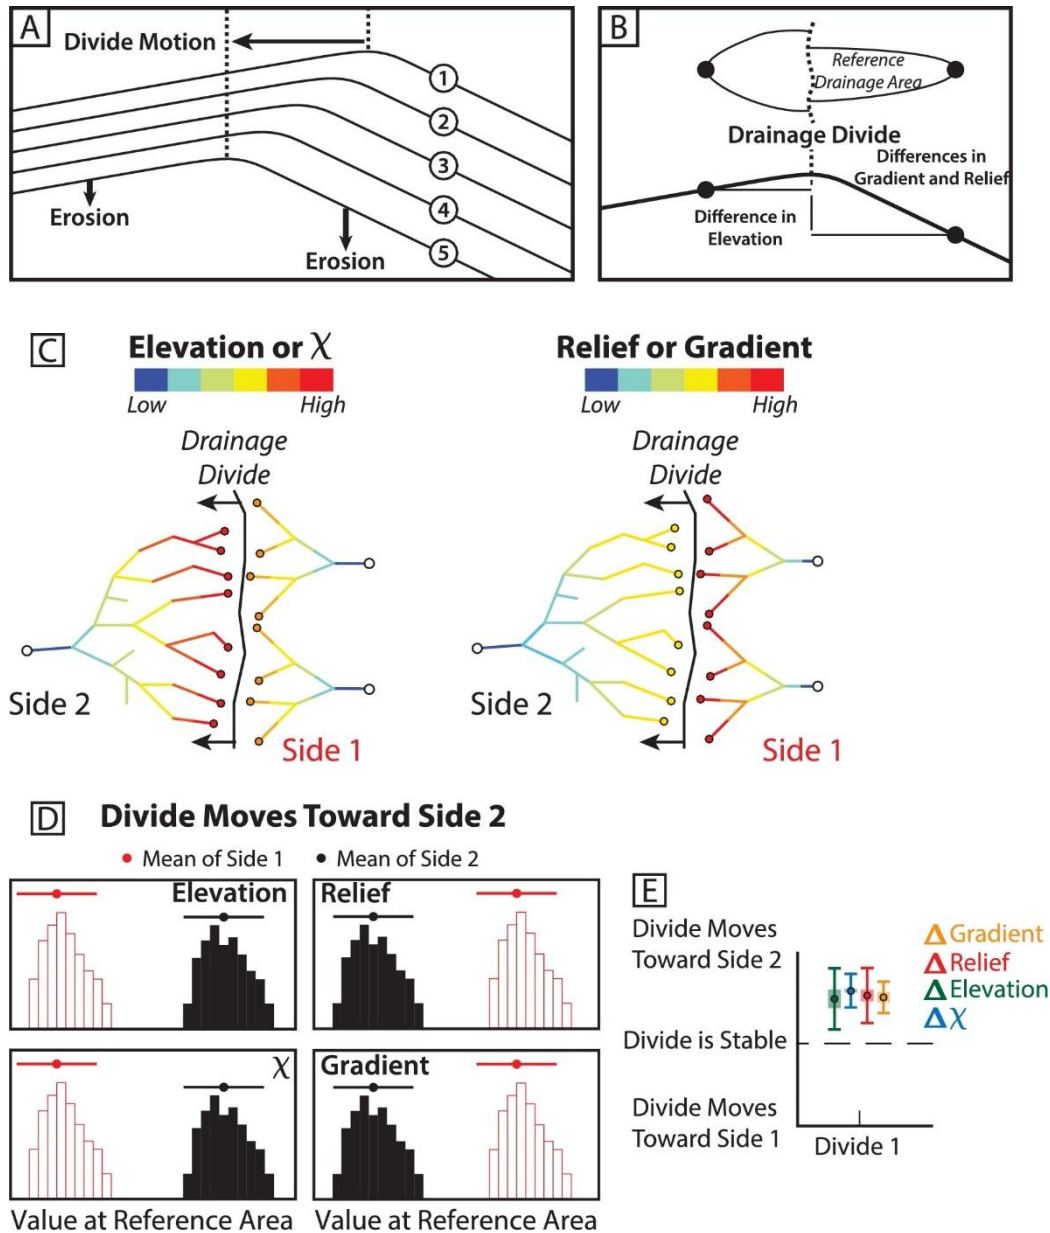 A
Divide Motion
1
2
3
4
5
Erosion
Erosion
B
Reference
Drainage Area
Drainage Divide
Differences in
Gradient and Relief
Difference in
Elevation
C
Elevation or χ
Low
High
Drainage
Divide
Side 2
Side 1
Relief or Gradient
Low
High
Drainage
Divide
Side 2
Side 1
D
Divide Moves Toward Side 2
Mean of Side 1
Mean of Side 2
Elevation
Relief
χ
Gradient
Value at Reference Area
Value at Reference Area
E
Divide Moves
Toward Side 2
Divide is Stable
Divide Moves
Toward Side 1
Divide 1
Δ Gradient
Δ Relief
Δ Elevation
Δ χ